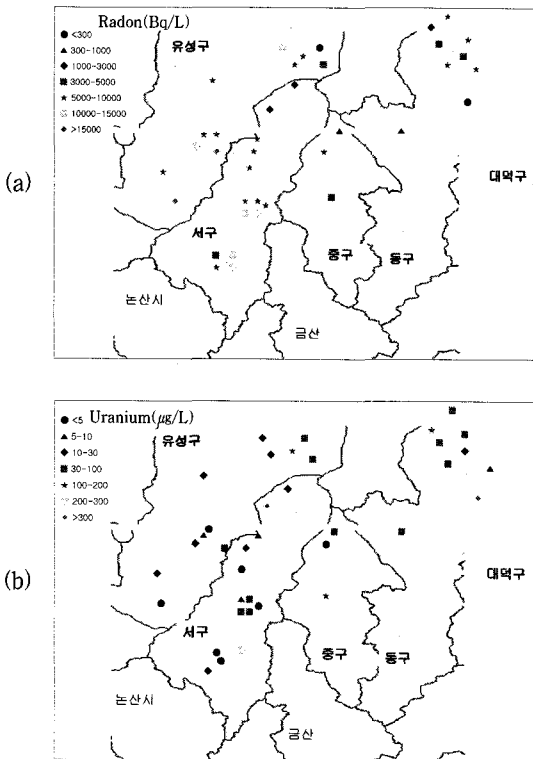 (a)
Radon(Bq/L)
<300
300-1000
1000-3000
3000-5000
5000-10000
10000-15000
>15000
유성구
대덕구
서구
중구
동구
논산시
금산
(b)
Uranium(µg/L)
<5
5-10
10-30
30-100
100-200
200-300
>300
유성구
대덕구
서구
중구
동구
논산시
금산